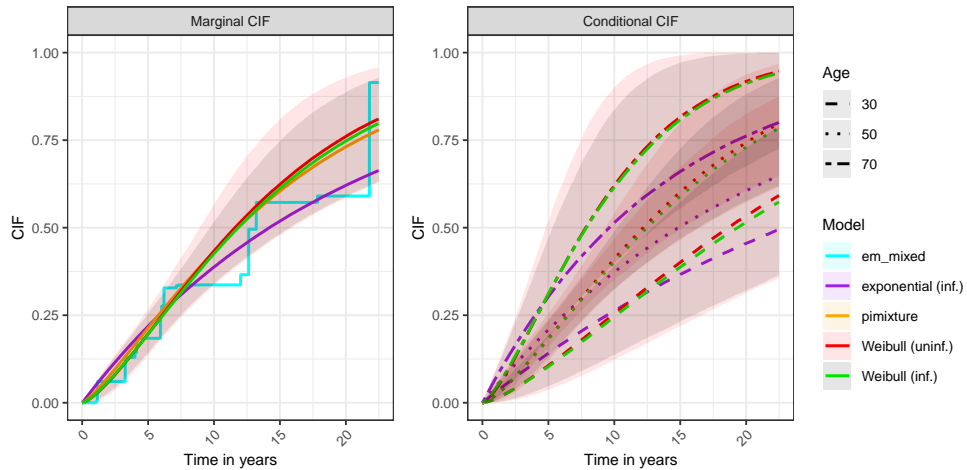 Marginal CIF
Conditional CIF
CIF
1.00
0.75
0.50
0.25
0.00
0
5
10
15
20
Time in years
CIF
1.00
0.75
0.50
0.25
0.00
0
5
10
15
20
Time in years
Age
30
50
70
Model
em_mixed
exponential (inf.)
pimixture
Weibull (uninf.)
Weibull (inf.)